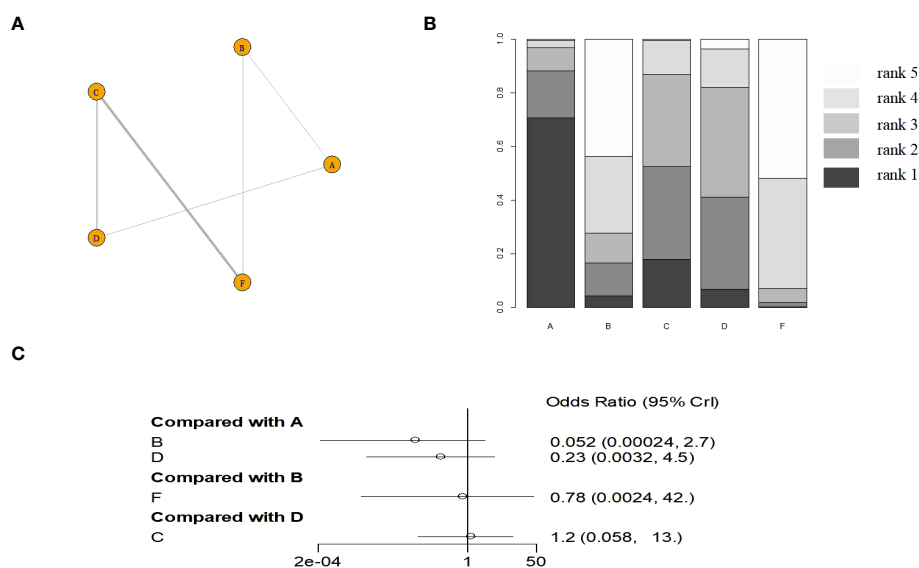 A
B
C
B
A
D
F
1.0
0.8
0.6
0.4
0.2
0.0
A B C D F
rank 5
rank 4
rank 3
rank 2
rank 1
C
Odds Ratio (95% CrI)
Compared with A
B 0.052 (0.00024, 2.7)
D 0.23 (0.0032, 4.5)
Compared with B
F 0.78 (0.0024, 42.)
Compared with D
C 1.2 (0.058, 13.)
2e-04 1 50